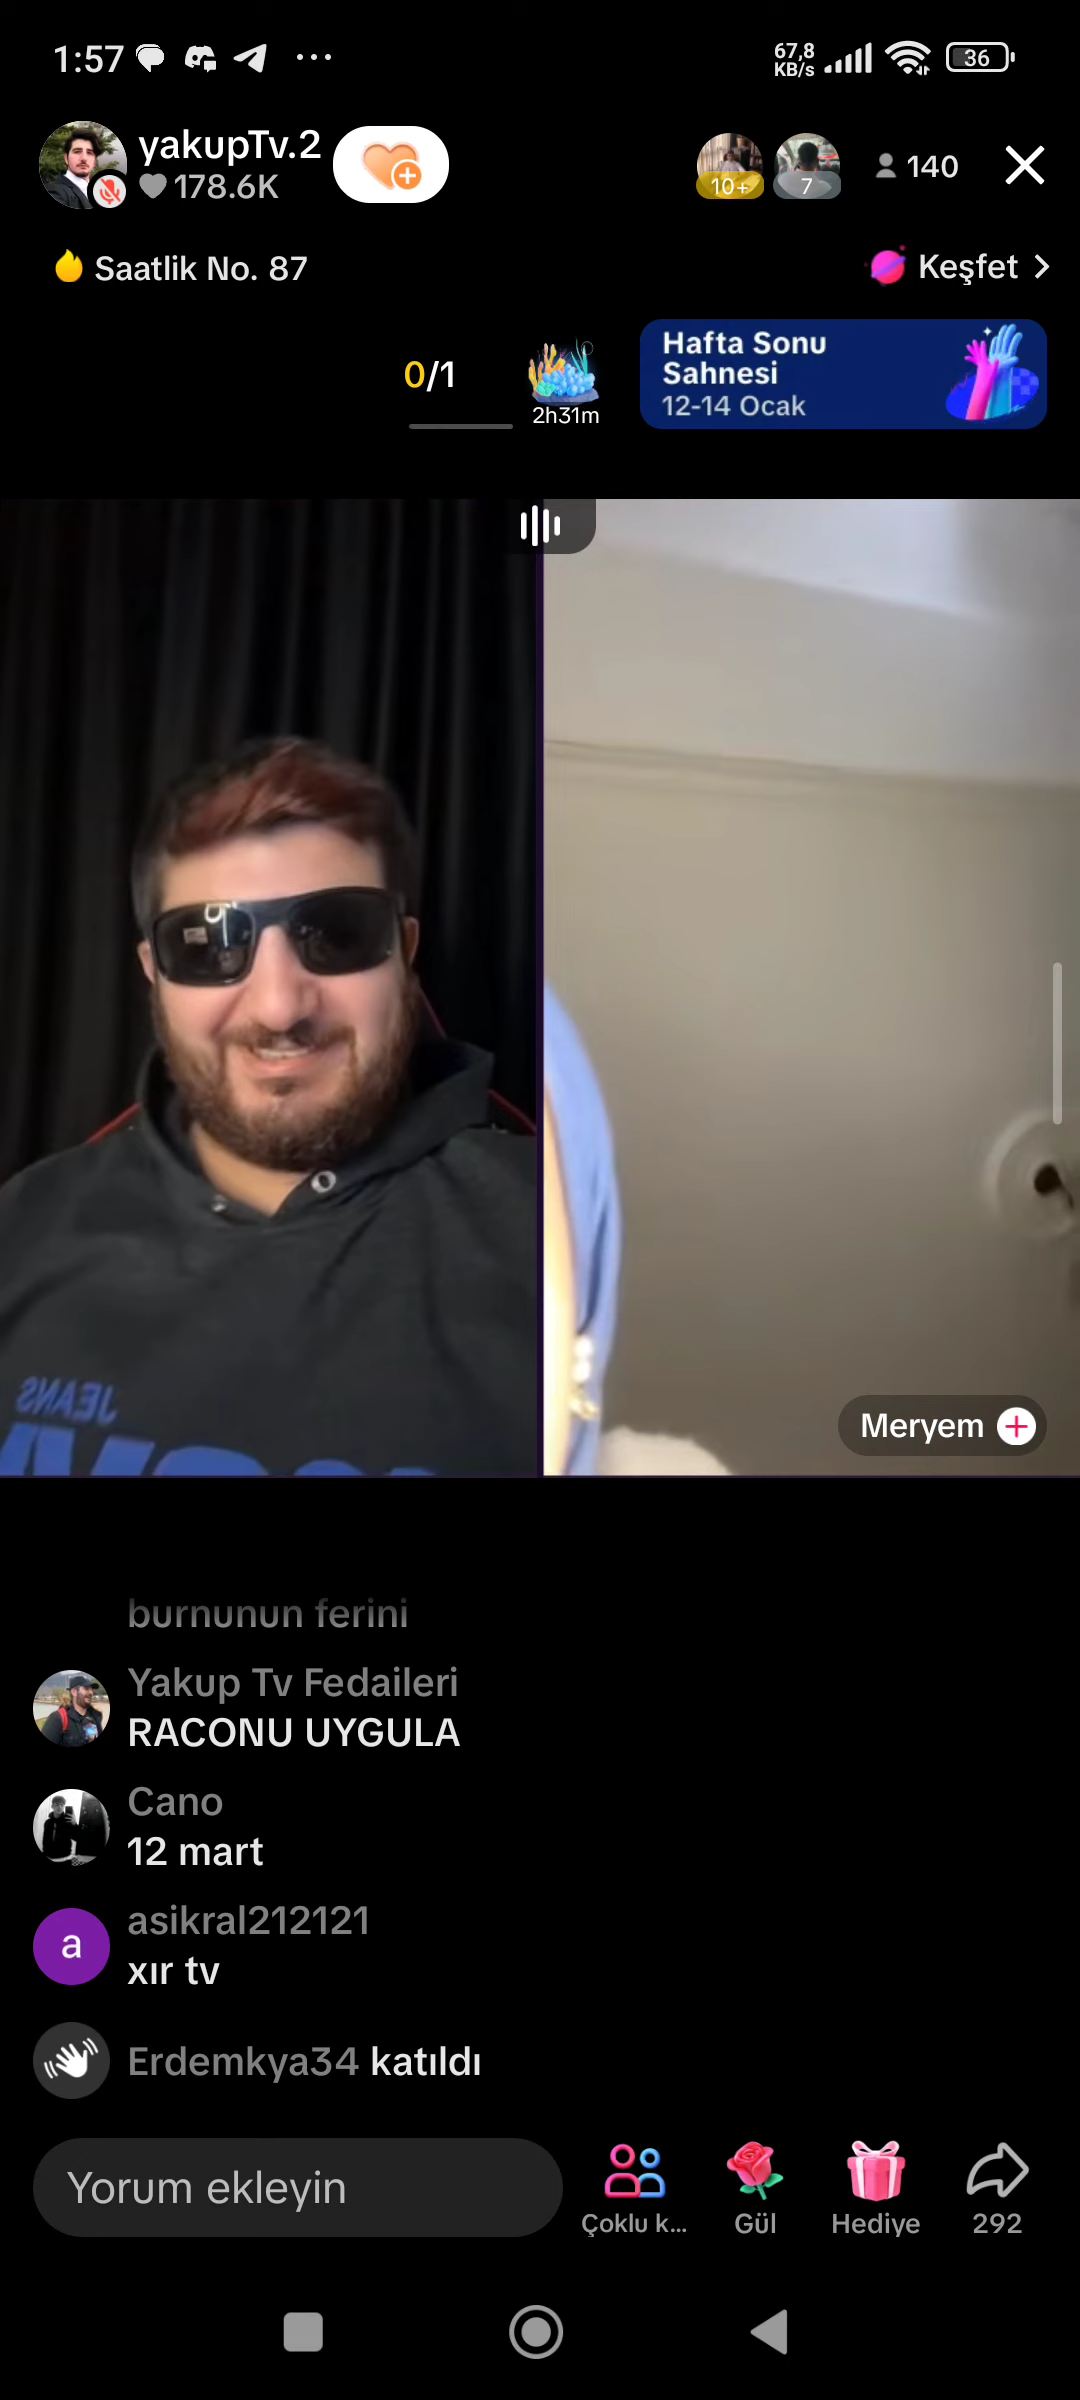 1:57
67,8
KB/s
36
yakupTv.2
178.6K
10+
7
140
Saatlik No. 87
Keşfet
0/1
2h31m
Hafta Sonu
Sahnesi
12-14 Ocak
JEANS
Meryem
burnunun ferini
Yakup Tv Fedaileri
RACONU UYGULA
Cano
12 mart
a
asikral212121
xır tv
Erdemkya34 katıldı
Yorum ekleyin
Çoklu k...
Gül
Hediye
292